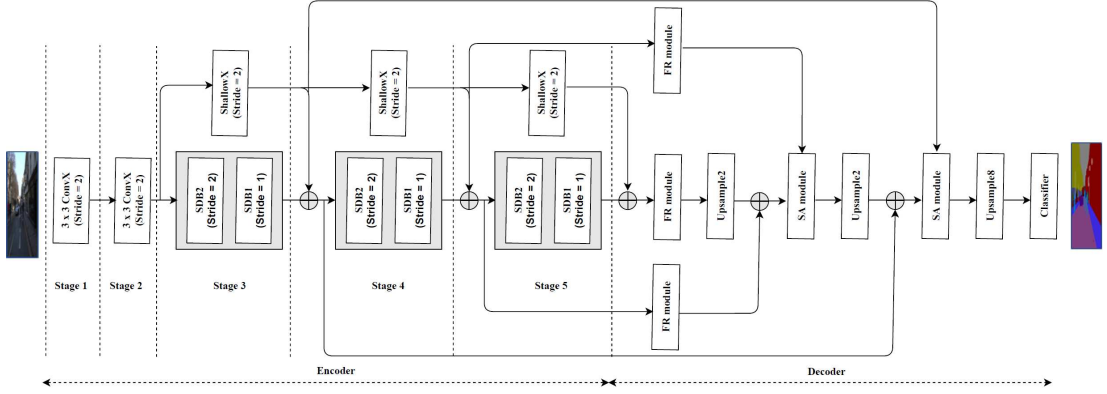 3 x 3 ConvX
(Stride = 2)
3 x 3 ConvX
(Stride = 2)
ShallowX
(Stride = 2)
SDB2
(Stride = 2)
SDB1
(Stride = 1)
ShallowX
(Stride = 2)
SDB2
(Stride = 2)
SDB1
(Stride = 1)
ShallowX
(Stride = 2)
SDB2
(Stride = 2)
SDB1
(Stride = 1)
FR module
FR module
FR module
Upsample2
SA module
Upsample2
SA module
Upsample8
Classifier
Stage 1
Stage 2
Stage 3
Stage 4
Stage 5
Encoder
Decoder